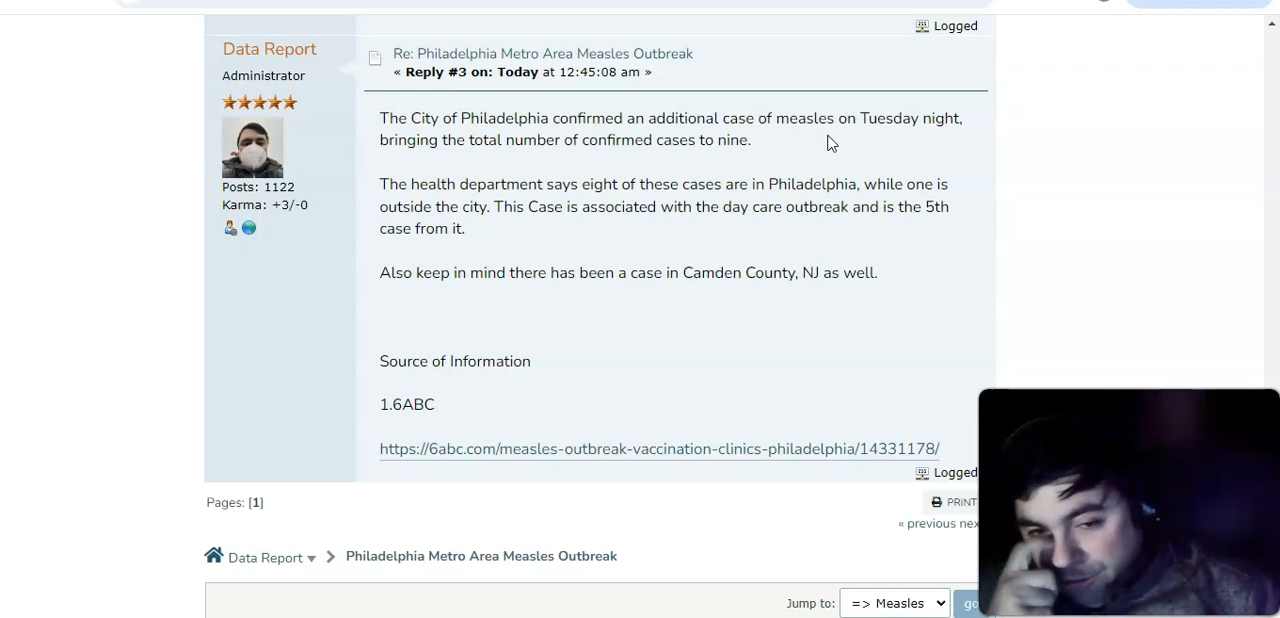 Logged
Data Report
Administrator
Posts: 1122
Karma: +3/-0
Re: Philadelphia Metro Area Measles Outbreak
« Reply #3 on: Today at 12:45:08 am »
The City of Philadelphia confirmed an additional case of measles on Tuesday night,
bringing the total number of confirmed cases to nine.
The health department says eight of these cases are in Philadelphia, while one is
outside the city. This Case is associated with the day care outbreak and is the 5th
case from it.
Also keep in mind there has been a case in Camden County, NJ as well.
Source of Information
1.6ABC
https://6abc.com/measles-outbreak-vaccination-clinics-philadelphia/14331178/
Logged
Pages: [1]
PRINT
« previous nex
Data Report
Philadelphia Metro Area Measles Outbreak
Jump to: => Measles go